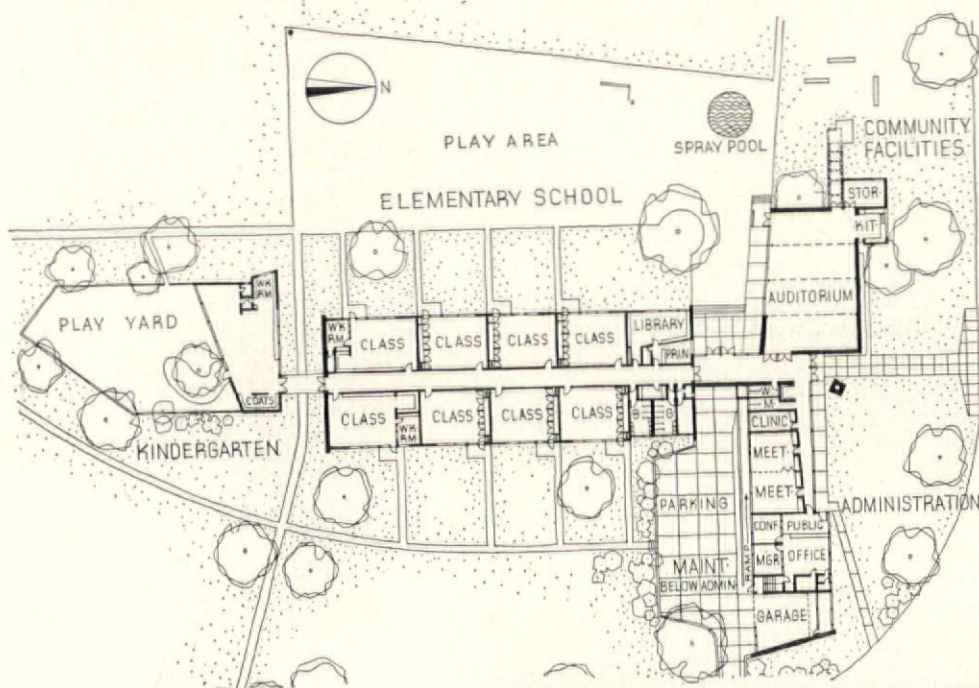 N
PLAY AREA
SPRAY POOL
COMMUNITY
FACILITIES
ELEMENTARY SCHOOL
STOR.
KIT.
WK.
RM.
PLAY YARD
AUDITORIUM
WK.
RM.
CLASS
CLASS
CLASS
CLASS
LIBRARY
PRIN.
COATS
CLASS
WK.
RM.
CLASS
CLASS
CLASS
B
G
W.
M.
CLINIC
KINDERGARTEN
MEET.
MEET.
PARKING
ADMINISTRATION
CONF.
PUBLIC
MAINT.
BELOW ADMIN.
RAMP
MGR.
OFFICE
GARAGE